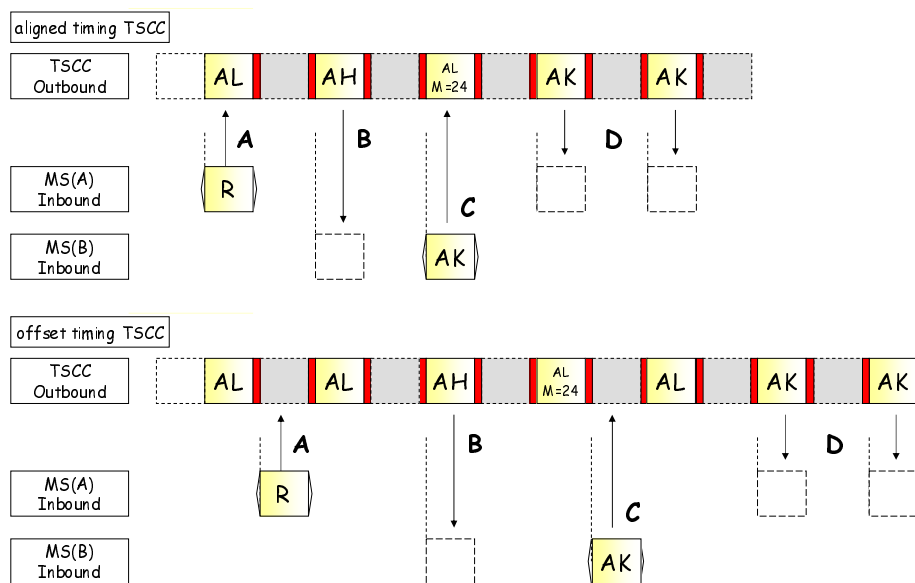 aligned timing TSCC
TSCC
Outbound
AL
AH
AL
M=24
AK
AK
A
B
D
MS(A)
Inbound
R
C
MS(B)
Inbound
AK
offset timing TSCC
TSCC
Outbound
AL
AL
AH
AL
M=24
AL
AK
AK
A
B
D
MS(A)
Inbound
R
C
MS(B)
Inbound
AK